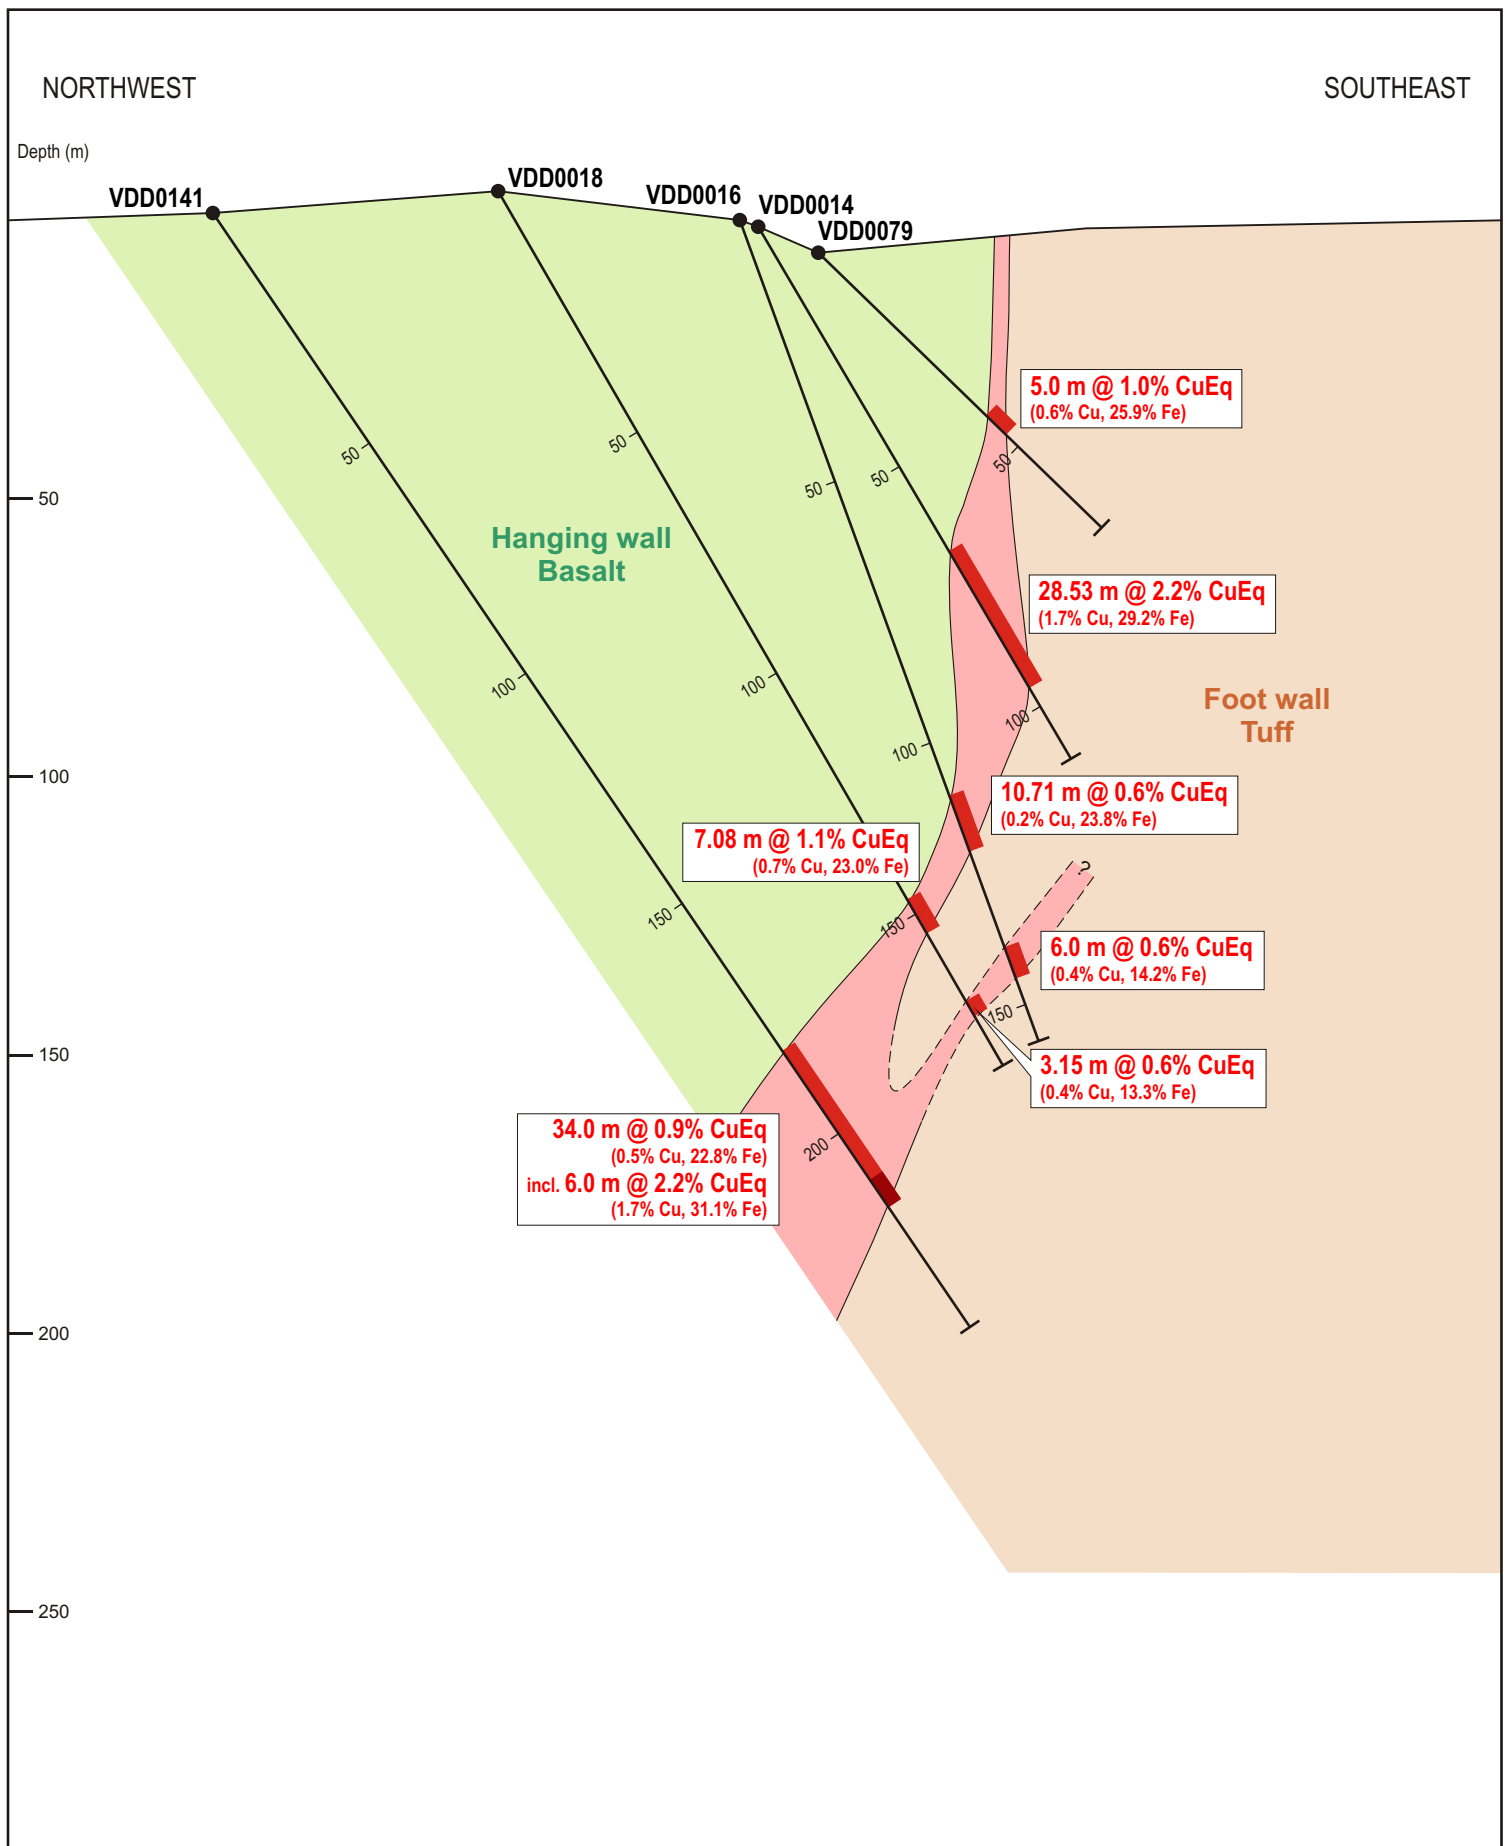 NORTHWEST
SOUTHEAST
Depth (m)
VDD0141
VDD0018
VDD0016
VDD0014
VDD0079
5.0 m @ 1.0% CuEq
(0.6% Cu, 25.9% Fe)
50
50
50
50
50
50
Hanging wall
Basalt
28.53 m @ 2.2% CuEq
(1.7% Cu, 29.2% Fe)
Foot wall
Tuff
100
100
100
100
100
10.71 m @ 0.6% CuEq
(0.2% Cu, 23.8% Fe)
7.08 m @ 1.1% CuEq
(0.7% Cu, 23.0% Fe)
?
150
150
6.0 m @ 0.6% CuEq
(0.4% Cu, 14.2% Fe)
150
150
3.15 m @ 0.6% CuEq
(0.4% Cu, 13.3% Fe)
34.0 m @ 0.9% CuEq
(0.5% Cu, 22.8% Fe)
incl. 6.0 m @ 2.2% CuEq
(1.7% Cu, 31.1% Fe)
200
200
250